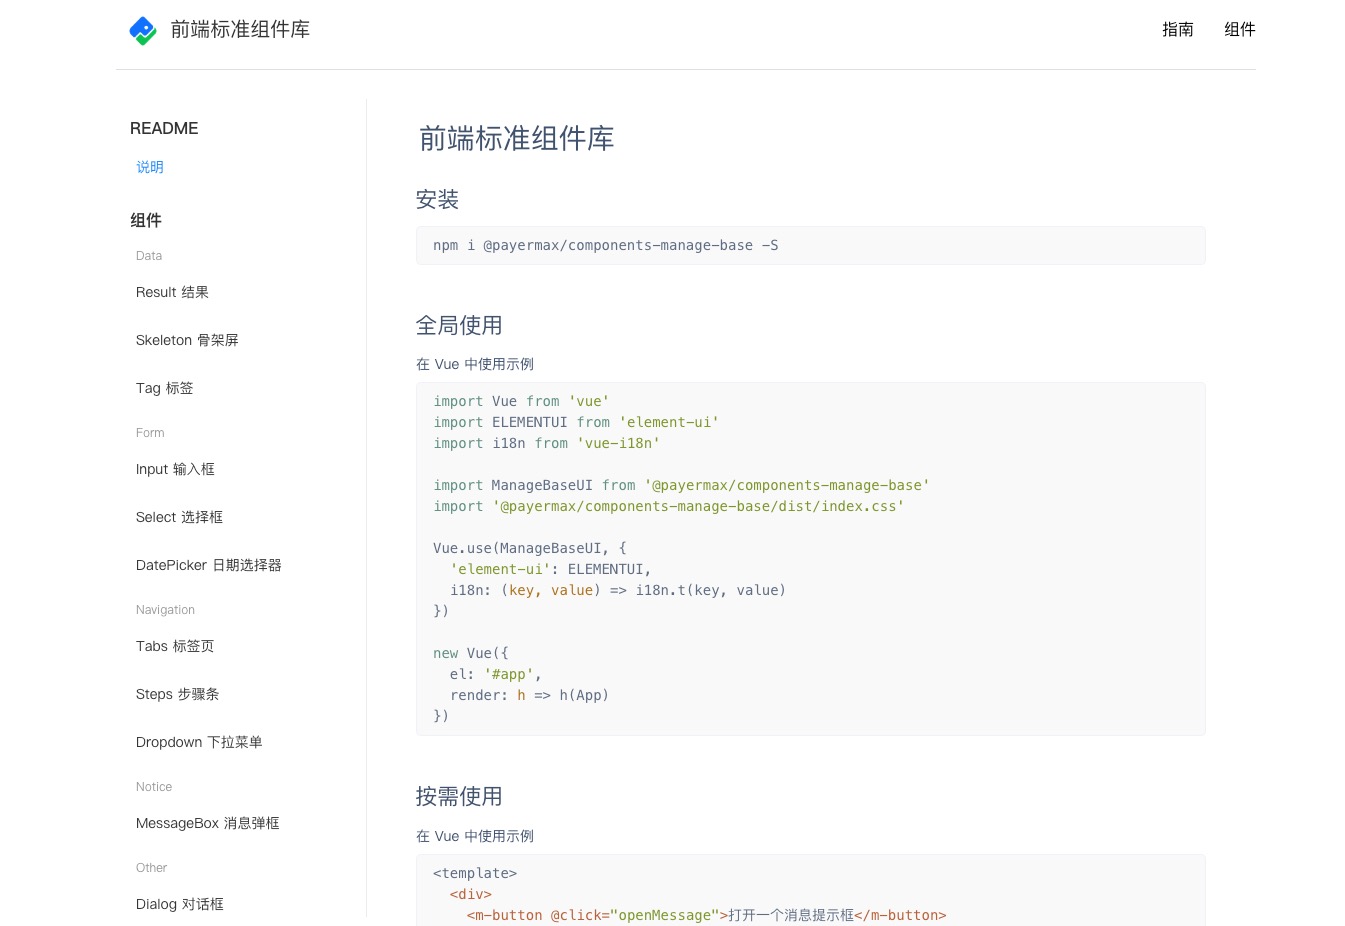 前端标准组件库
指南
组件
README
说明
组件
Data
Result 结果
Skeleton 骨架屏
Tag 标签
Form
Input 输入框
Select 选择框
DatePicker 日期选择器
Navigation
Tabs 标签页
Steps 步骤条
Dropdown 下拉菜单
Notice
MessageBox 消息弹框
Other
Dialog 对话框
前端标准组件库
安装
npm i @payermax/components-manage-base -S
全局使用
在 Vue 中使用示例
import Vue from 'vue'
import ELEMENTUI from 'element-ui'
import i18n from 'vue-i18n'
import ManageBaseUI from '@payermax/components-manage-base'
import '@payermax/components-manage-base/dist/index.css'
Vue.use(ManageBaseUI, {
  'element-ui': ELEMENTUI,
  i18n: (key, value) => i18n.t(key, value)
})
new Vue({
  el: '#app',
  render: h => h(App)
})
按需使用
在 Vue 中使用示例
<template>
  <div>
    <m-button @click="openMessage">打开一个消息提示框</m-button>